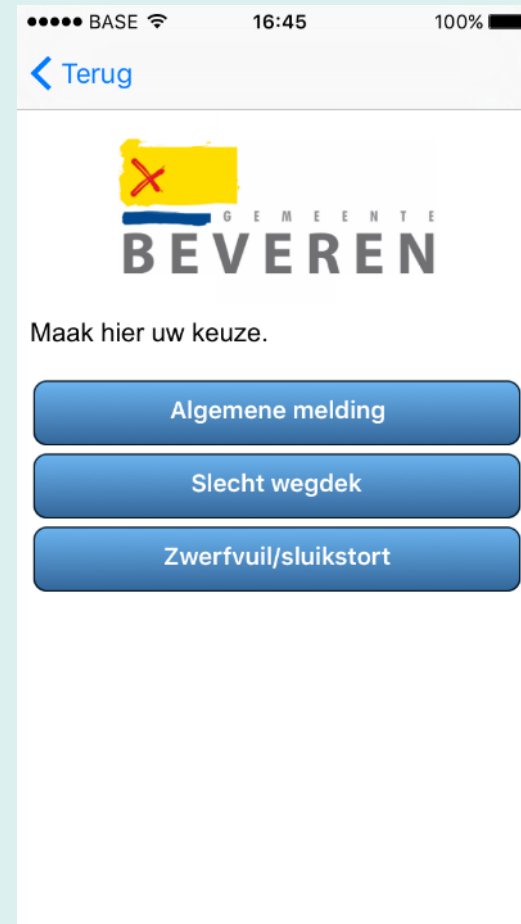 BASE 16:45 100%
Terug
GEMEENTE
BEVEREN
Maak hier uw keuze.
Algemene melding
Slecht wegdek
Zwerfvuil/sluikstort